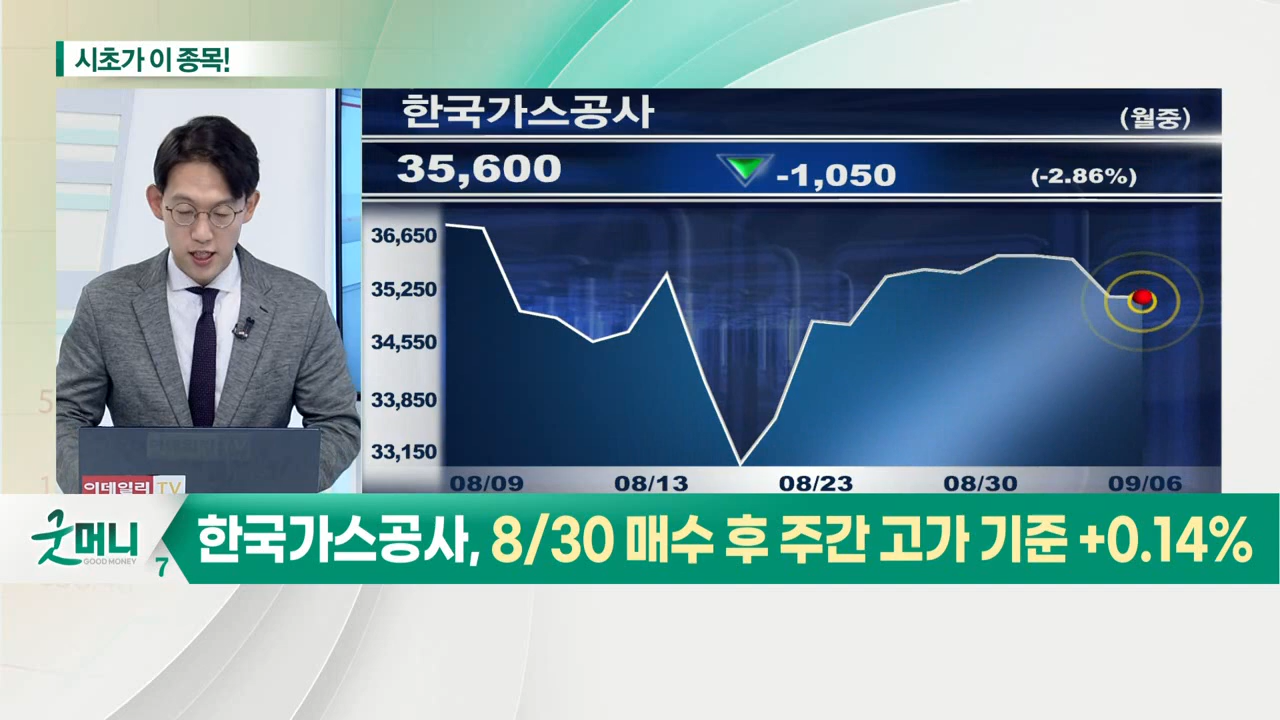 시초가 이 종목!
한국가스공사
(월중)
35,600
-1,050
(-2.86%)
36,650
35,250
34,550
33,850
33,150
08/09
08/13
08/23
08/30
09/06
이데일리 TV
굿머니
GOOD MONEY
7
한국가스공사, 8/30 매수 후 주간 고가 기준 +0.14%